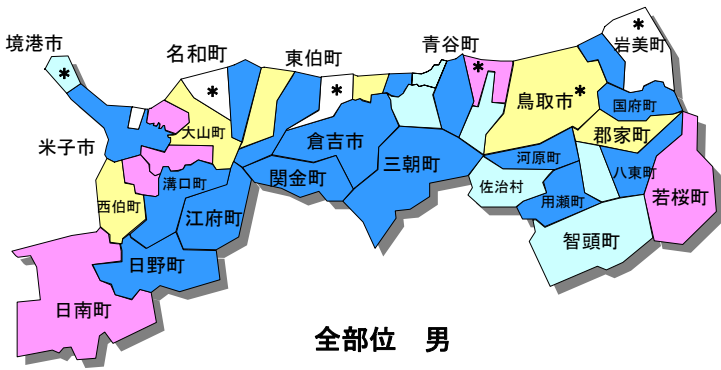 境港市
*
名和町
*
東伯町
*
青谷町
*
岩美町
*
鳥取市*
国府町
大山町
米子市
倉吉市
郡家町
三朝町
河原町
八東町
溝口町
関金町
佐治村
用瀬町
若桜町
西伯町
江府町
智頭町
日野町
日南町
全部位 男